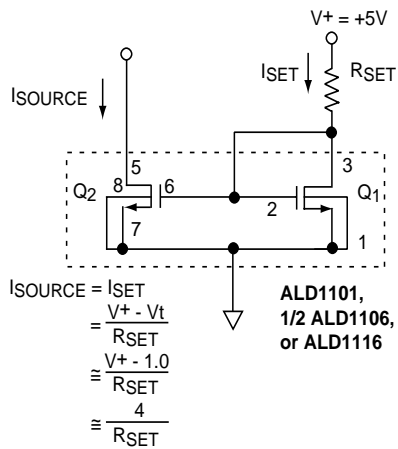 V+ = +5V
ISOURCE
ISET
RSET
5
3
Q2
8
6
2
Q1
7
1
ISOURCE = ISET
= V+ - Vt
RSET
≅ V+ - 1.0
RSET
≅ 4
RSET
ALD1101,
1/2 ALD1106,
or ALD1116